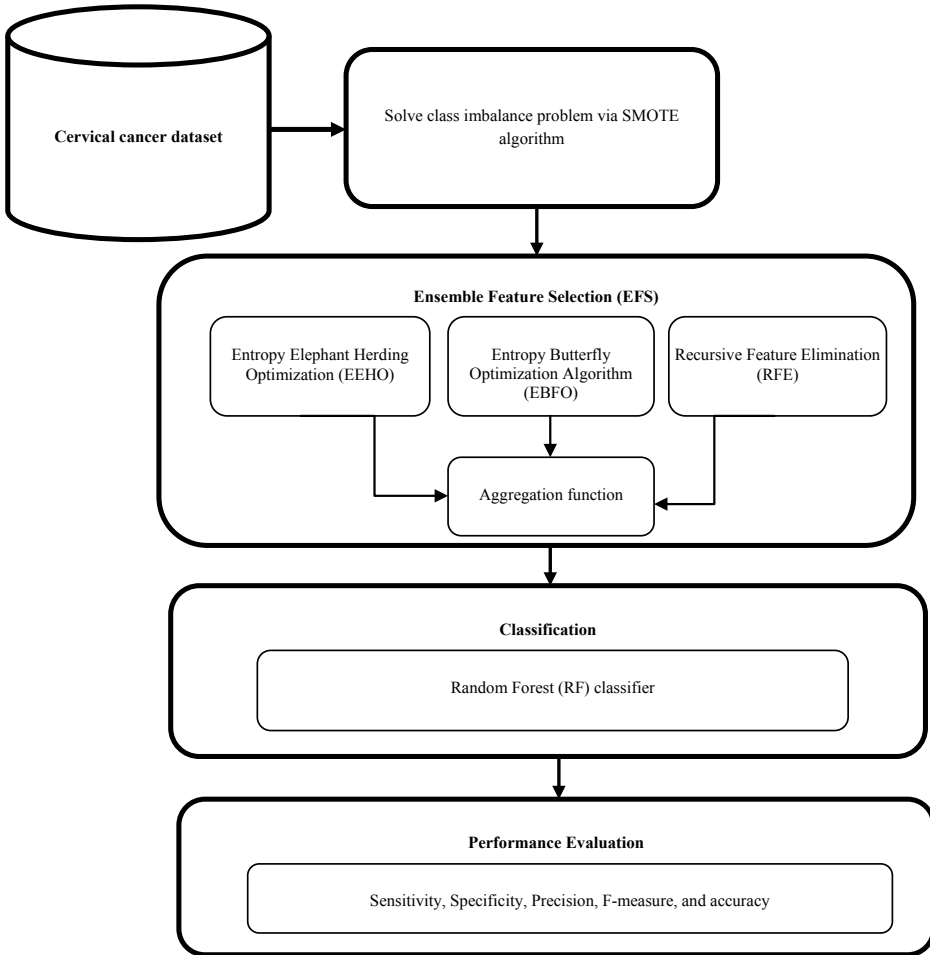 Cervical cancer dataset
Solve class imbalance problem via SMOTE
algorithm
Ensemble Feature Selection (EFS)
Entropy Elephant Herding
Optimization (EEHO)
Entropy Butterfly
Optimization Algorithm
(EBFO)
Recursive Feature Elimination
(RFE)
Aggregation function
Classification
Random Forest (RF) classifier
Performance Evaluation
Sensitivity, Specificity, Precision, F-measure, and accuracy